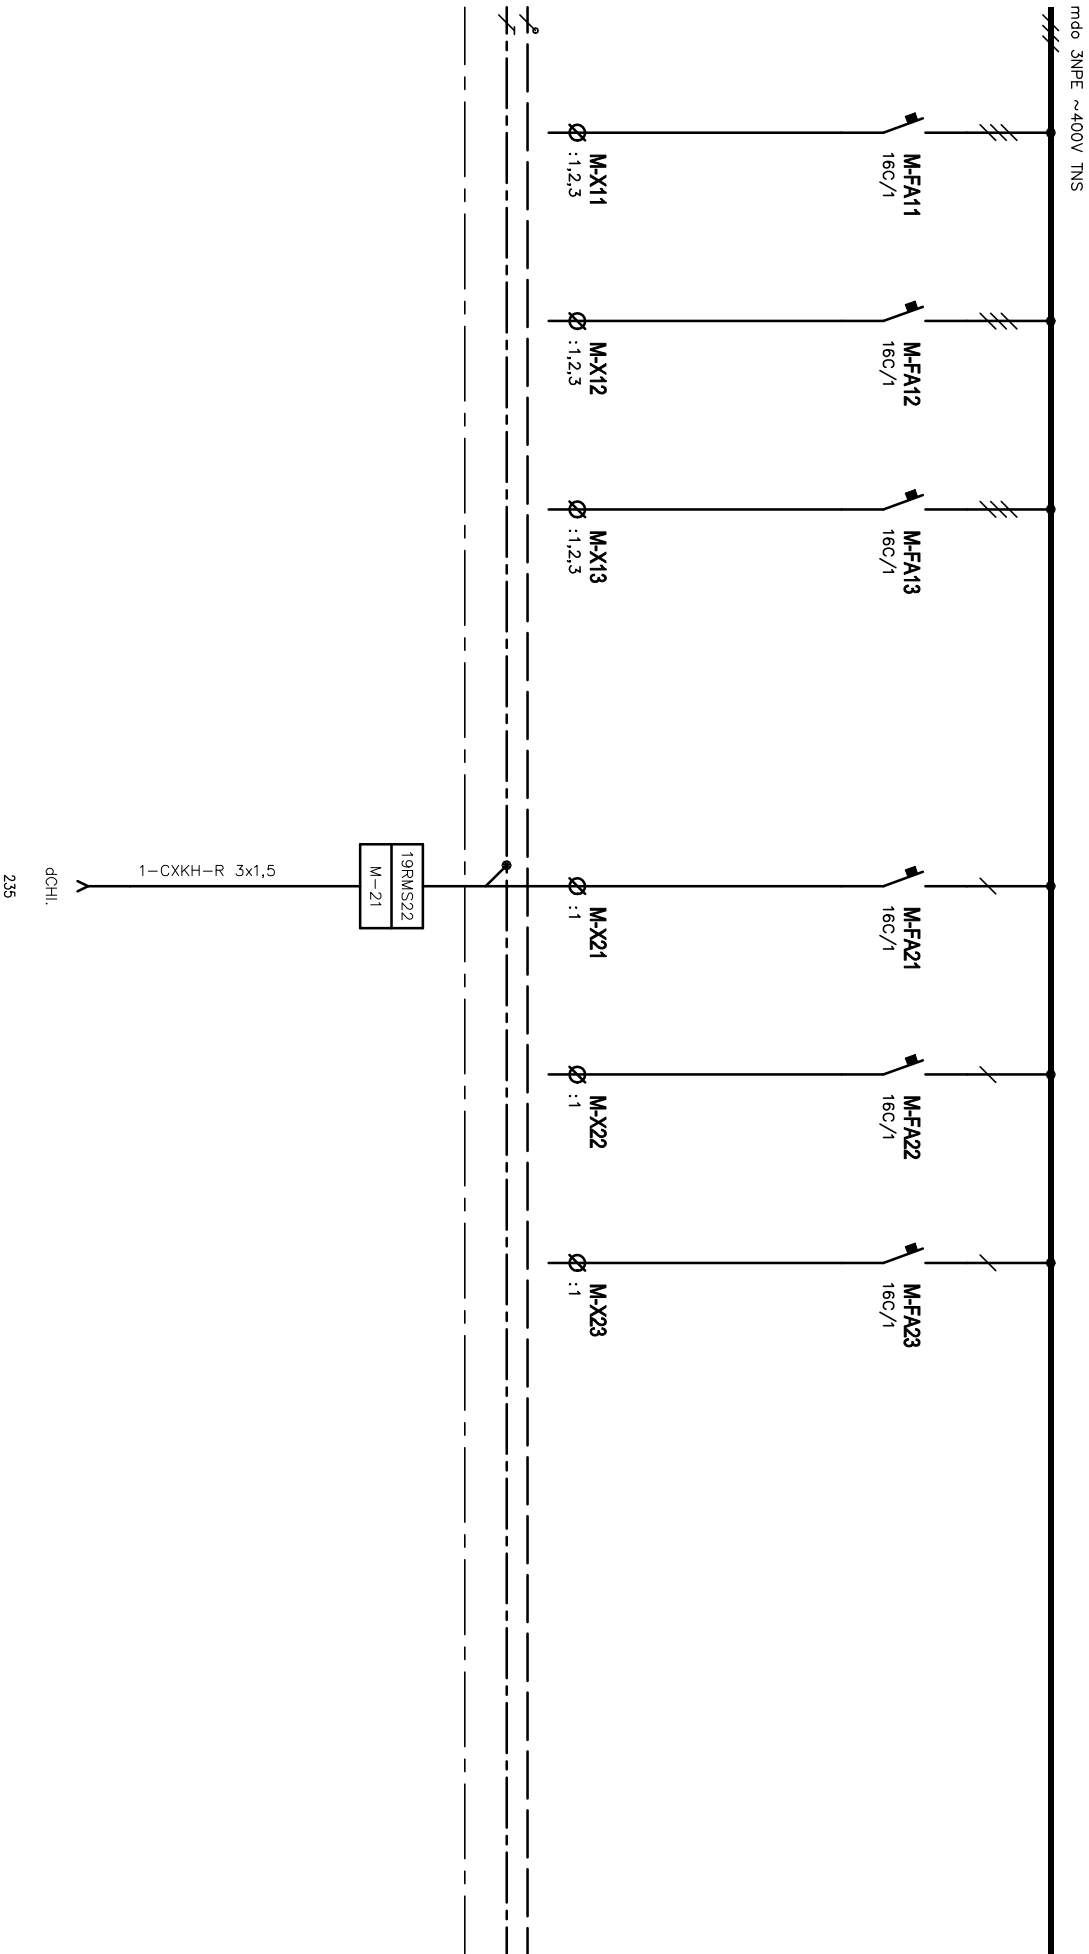 mdo 3NPE ~400V TNS
M-FA11
16C/1
M-FA12
16C/1
M-FA13
16C/1
M-FA21
16C/1
M-FA22
16C/1
M-FA23
16C/1
M-X11
:1,2,3
M-X12
:1,2,3
M-X13
:1,2,3
M-X21
:1
M-X22
:1
M-X23
:1
19RMS22
M-21
1-CXKH-R 3x1,5
dCHl.
235